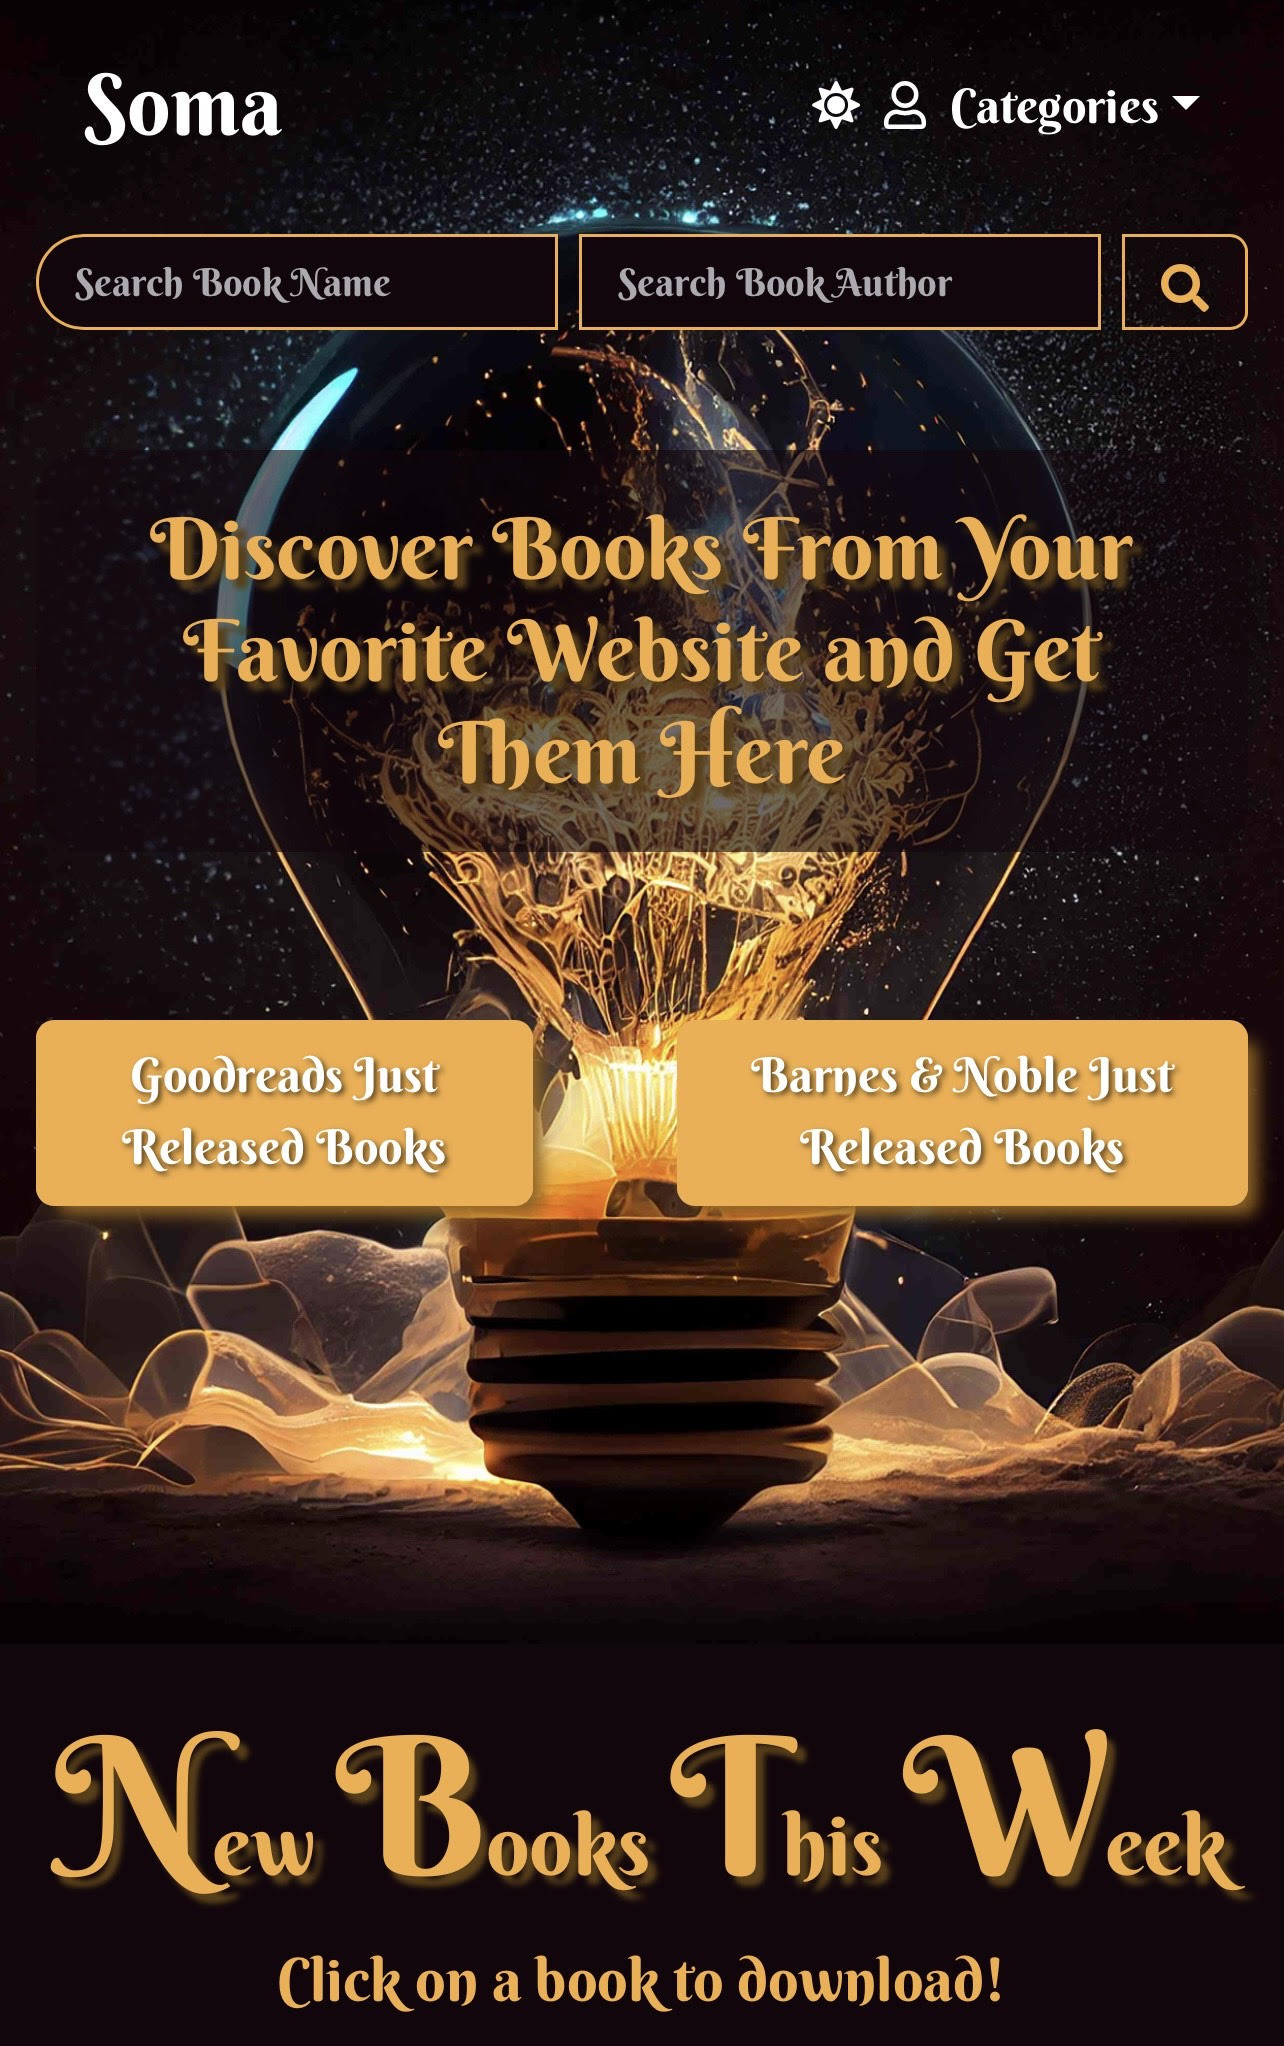 Soma
Categories
Search Book Name
Search Book Author
Discover Books From Your
Favorite Website and Get
Them Here
Goodreads Just
Released Books
Barnes & Noble Just
Released Books
New Books This Week
Click on a book to download!